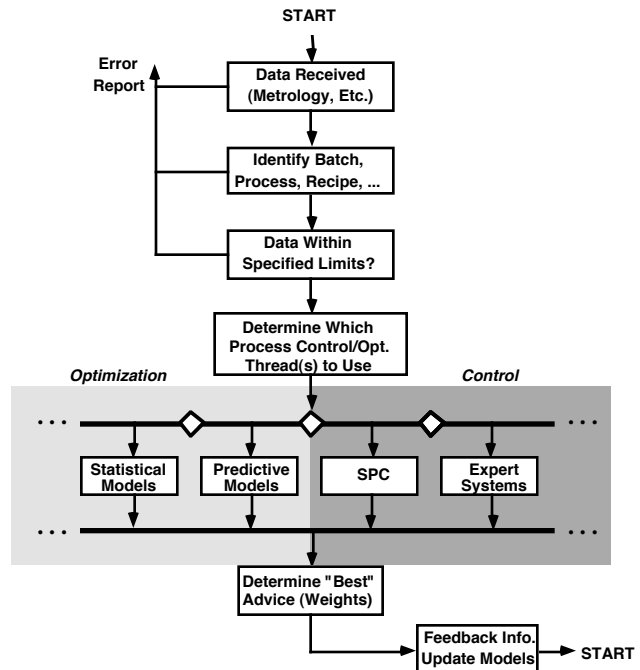 START
Error
Report
Data Received
(Metrology, Etc.)
Identify Batch,
Process, Recipe, ...
Data Within
Specified Limits?
Determine Which
Process Control/Opt.
Thread(s) to Use
Optimization
Control
... ...
Statistical
Models
Predictive
Models
SPC
Expert
Systems
... ...
Determine "Best"
Advice (Weights)
Feedback Info.
Update Models
START